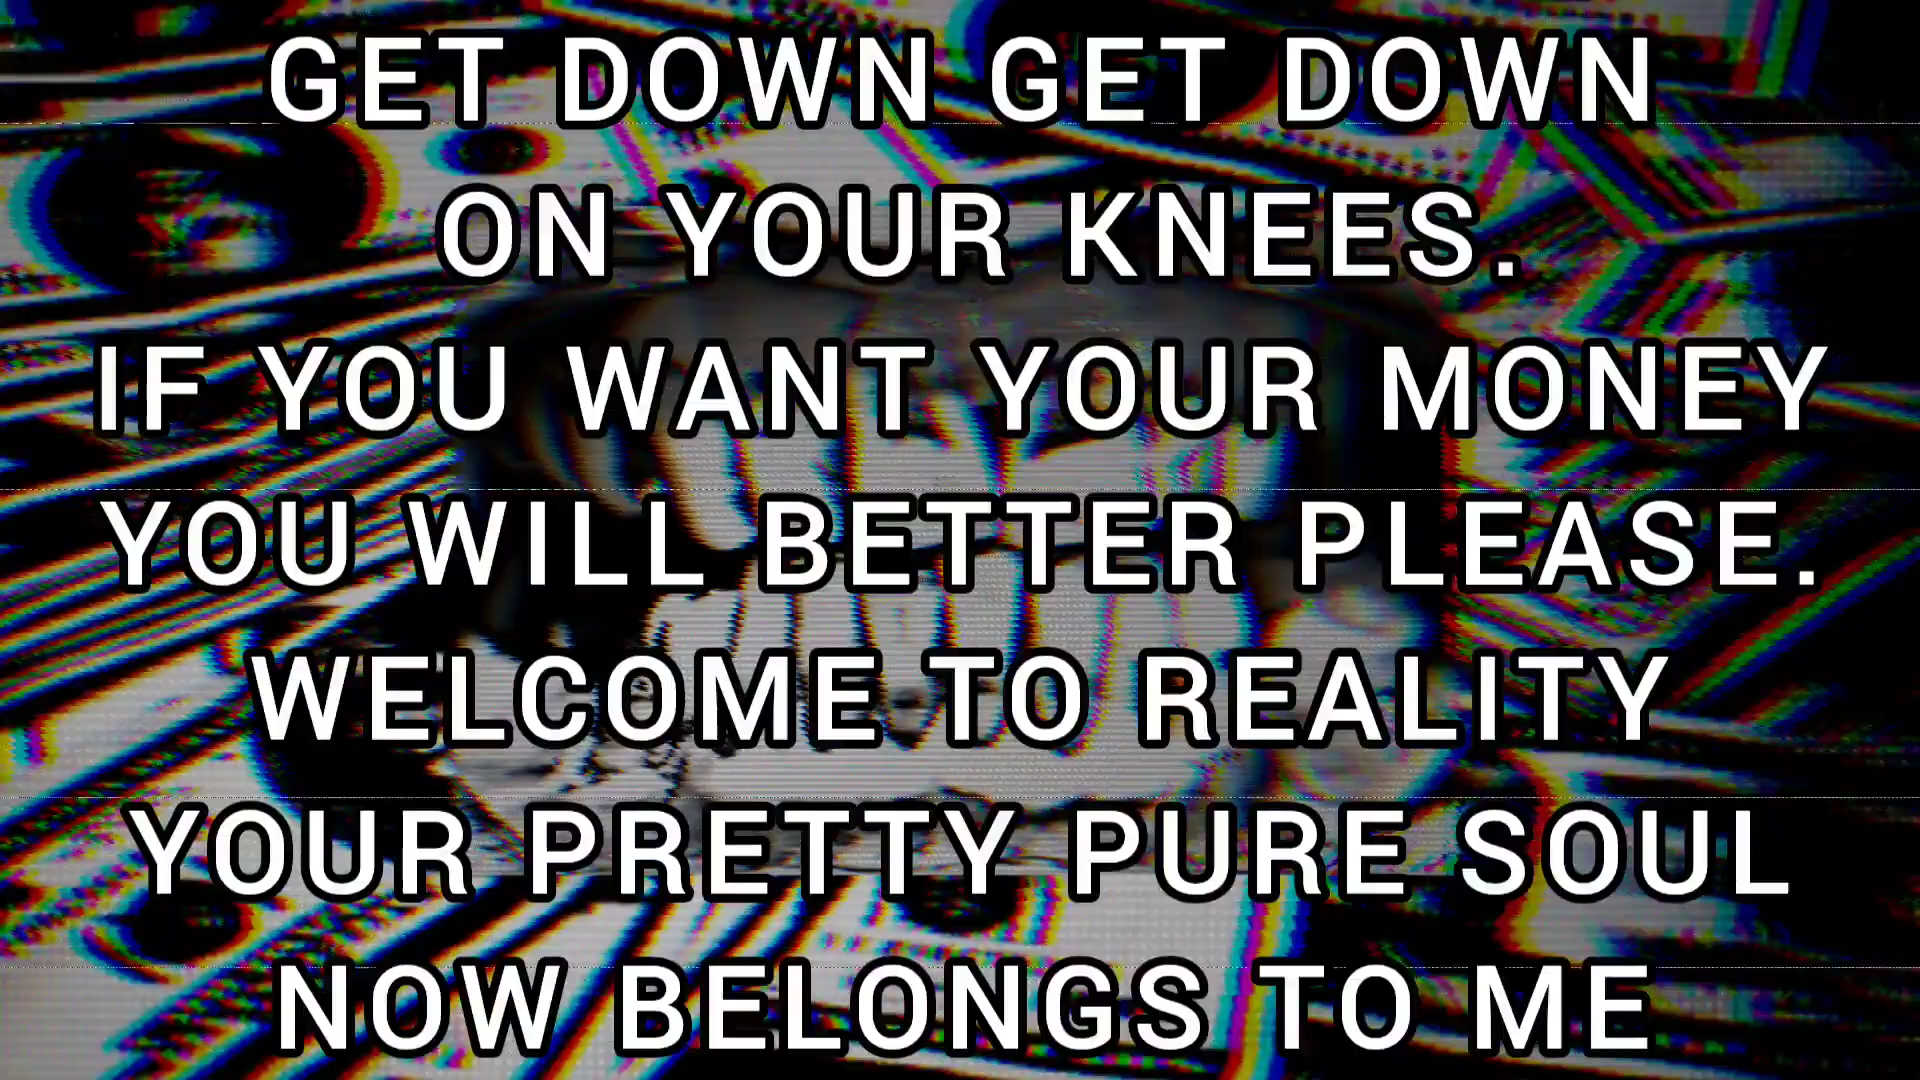 GET DOWN GET DOWN
ON YOUR KNEES.
IF YOU WANT YOUR MONEY
YOU WILL BETTER PLEASE.
WELCOME TO REALITY
YOUR PRETTY PURE SOUL
NOW BELONGS TO ME